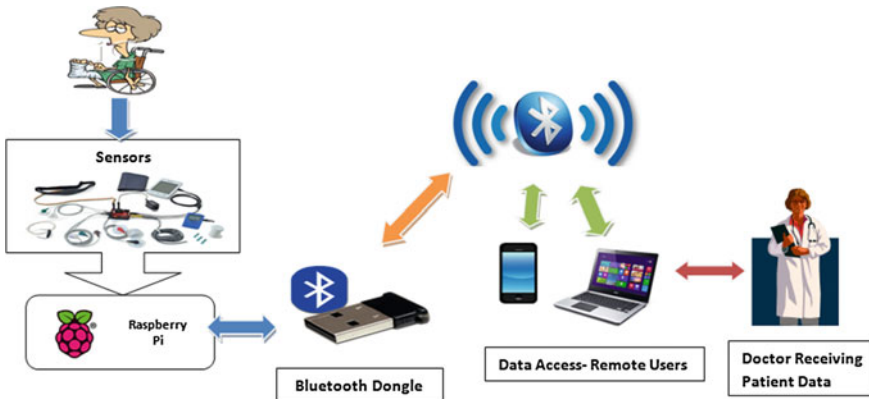 Sensors
Raspberry
Pi
Bluetooth Dongle
Data Access- Remote Users
Doctor Receiving
Patient Data